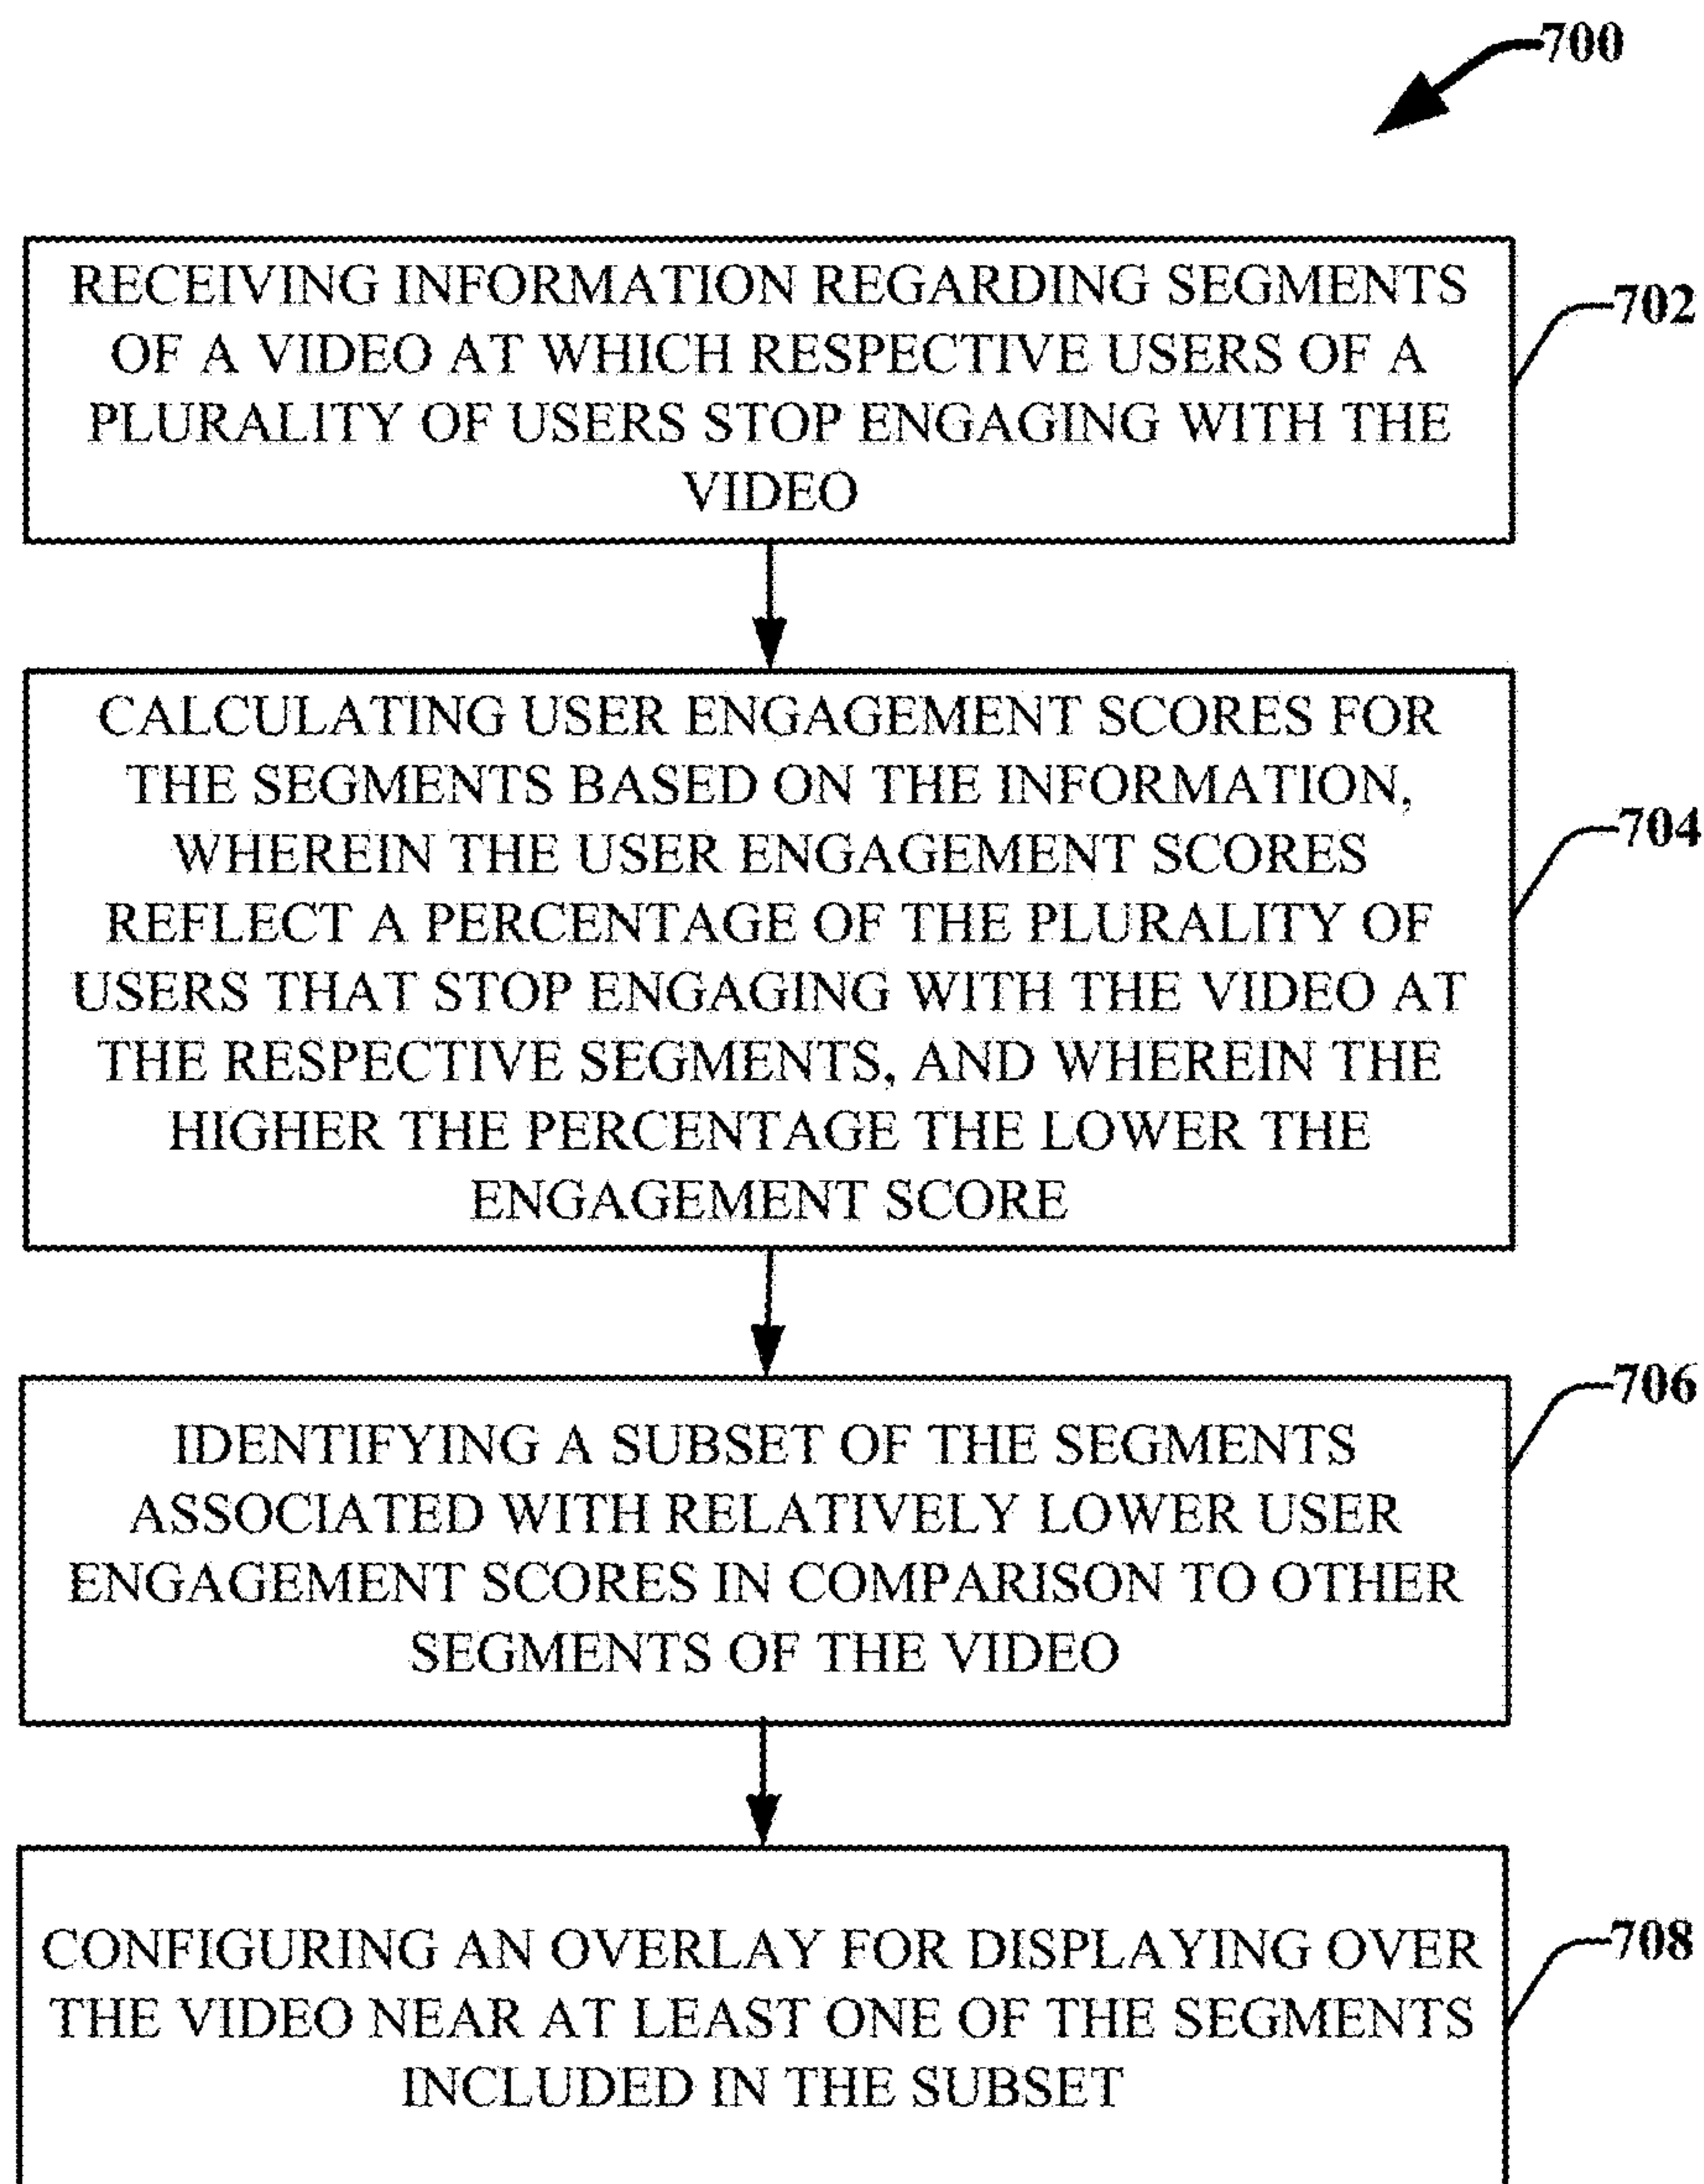 700
RECEIVING INFORMATION REGARDING SEGMENTS
OF A VIDEO AT WHICH RESPECTIVE USERS OF A
PLURALITY OF USERS STOP ENGAGING WITH THE
VIDEO
702
CALCULATING USER ENGAGEMENT SCORES FOR
THE SEGMENTS BASED ON THE INFORMATION,
WHEREIN THE USER ENGAGEMENT SCORES
REFLECT A PERCENTAGE OF THE PLURALITY OF
USERS THAT STOP ENGAGING WITH THE VIDEO AT
THE RESPECTIVE SEGMENTS, AND WHEREIN THE
HIGHER THE PERCENTAGE THE LOWER THE
ENGAGEMENT SCORE
704
IDENTIFYING A SUBSET OF THE SEGMENTS
ASSOCIATED WITH RELATIVELY LOWER USER
ENGAGEMENT SCORES IN COMPARISON TO OTHER
SEGMENTS OF THE VIDEO
706
CONFIGURING AN OVERLAY FOR DISPLAYING OVER
THE VIDEO NEAR AT LEAST ONE OF THE SEGMENTS
INCLUDED IN THE SUBSET
708